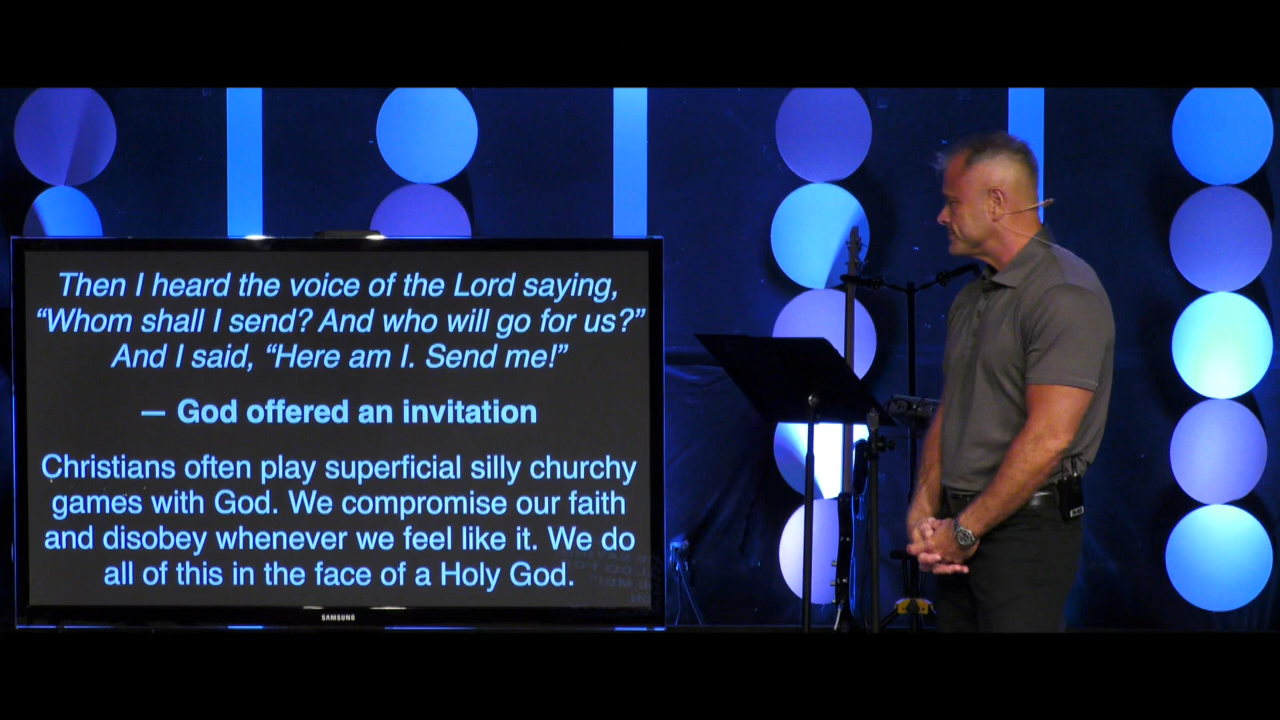 Then I heard the voice of the Lord saying,
“Whom shall I send? And who will go for us?”
And I said, “Here am I. Send me!”
— God offered an invitation
Christians often play superficial silly churchy
games with God. We compromise our faith
and disobey whenever we feel like it. We do
all of this in the face of a Holy God.
SAMSUNG